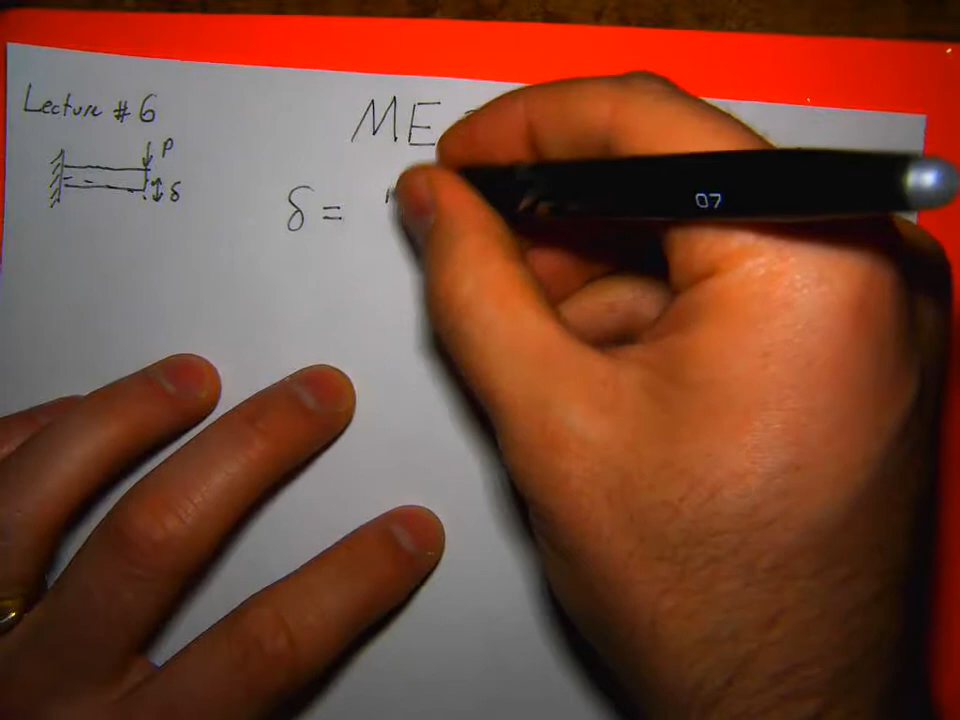 Lecture # 6
ME
P
δ
δ =
07